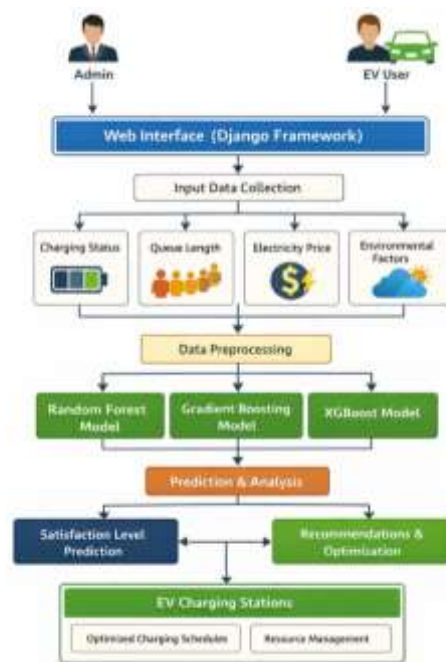 Admin
EV User
Web Interface (Django Framework)
Input Data Collection
Charging Status
Queue Length
Electricity Price
Environmental
Factors
Data Preprocessing
Random Forest
Model
Gradient Boosting
Model
XGBoost Model
Prediction & Analysis
Satisfaction Level
Prediction
Recommendations &
Optimization
EV Charging Stations
Optimized Charging Schedules
Resource Management